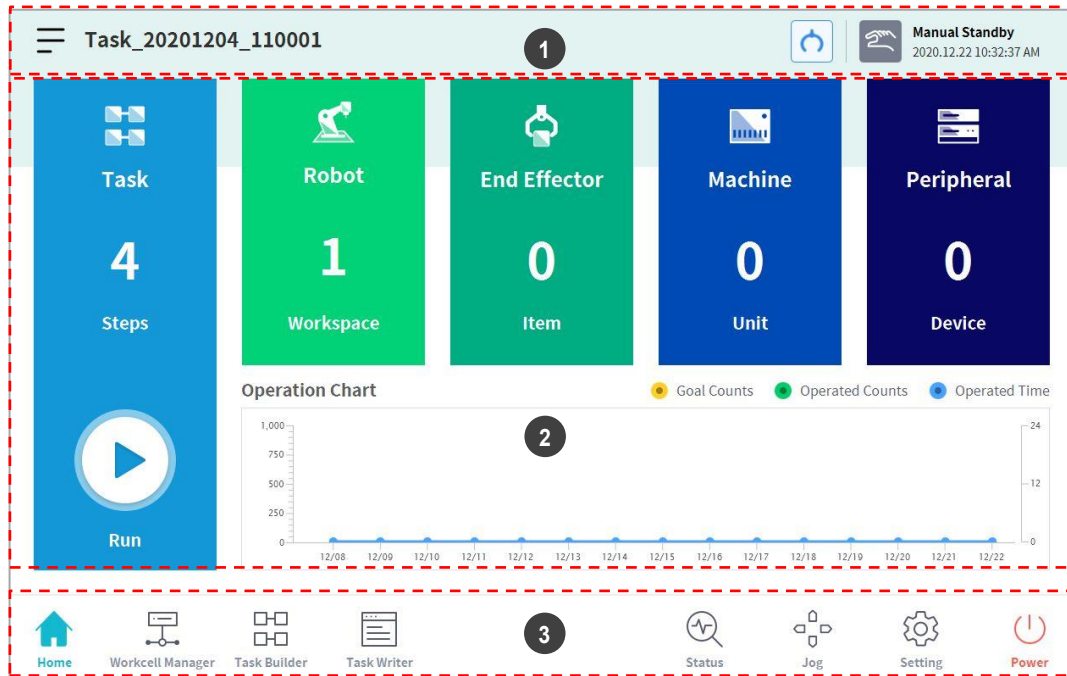 Task_20201204_110001
1
Manual Standby
2020.12.22 10:32:37 AM
Task
4
Steps
Run
Robot
1
Workspace
End Effector
0
Item
Machine
0
Unit
Peripheral
0
Device
Operation Chart
Goal Counts
Operated Counts
Operated Time
2
1,000
750
500
250
0
24
12
0
12/08 12/09 12/10 12/11 12/12 12/13 12/14 12/15 12/16 12/17 12/18 12/19 12/20 12/21 12/22
3
Home
Workcell Manager
Task Builder
Task Writer
Status
Jog
Setting
Power